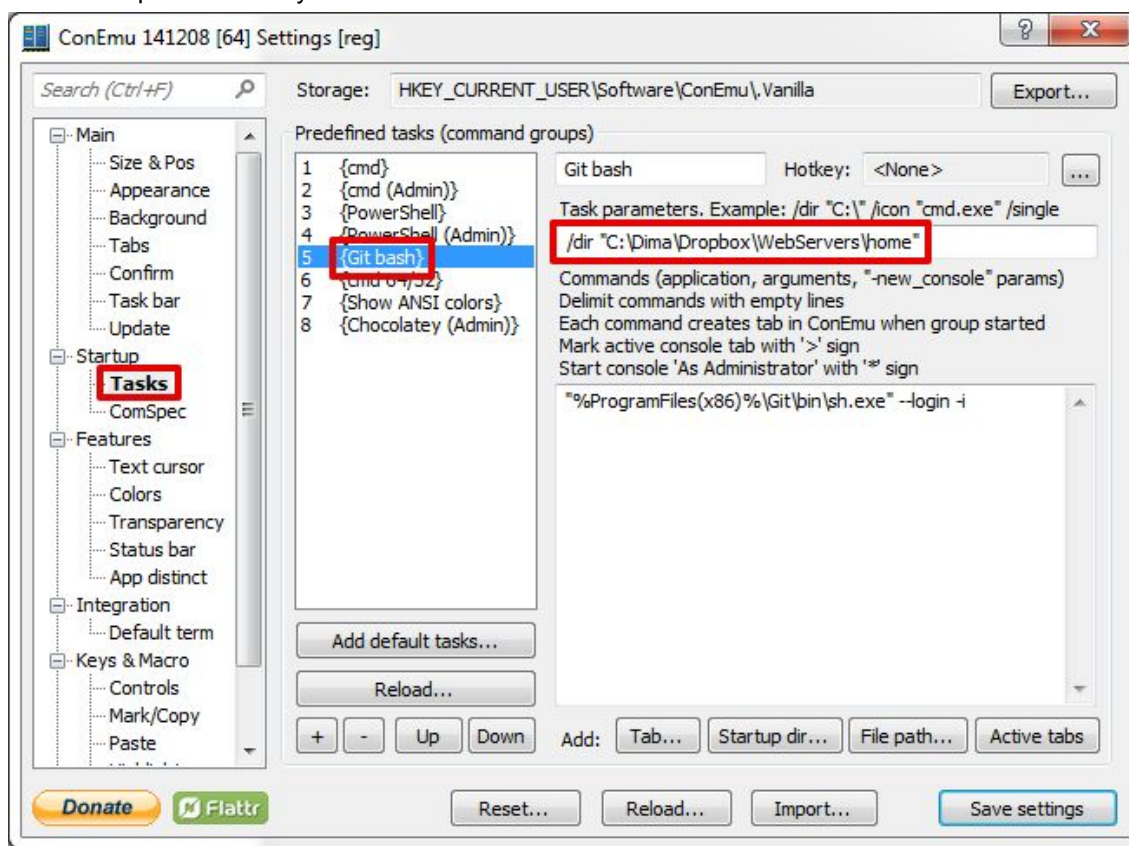 ConEmu 141208 [64] Settings [reg]
Search (Ctrl+F)
Storage: HKEY_CURRENT_USER\Software\ConEmu\.Vanilla Export...
Main
Size & Pos
Appearance
Background
Tabs
Confirm
Task bar
Update
Startup
Tasks
ComSpec
Features
Text cursor
Colors
Transparency
Status bar
App distinct
Integration
Default term
Keys & Macro
Controls
Mark/Copy
Paste
Predefined tasks (command groups)
1 {cmd}
2 {cmd (Admin)}
3 {PowerShell}
4 {PowerShell (Admin)}
5 {Git bash}
6 {cmd 64/32}
7 {Show ANSI colors}
8 {Chocolatey (Admin)}
Add default tasks...
Reload...
+ - Up Down
Git bash Hotkey: <None> ...
Task parameters. Example: /dir "C:\" /icon "cmd.exe" /single
/dir "C:\Dima\Dropbox\WebServers\home"
Commands (application, arguments, "-new_console" params)
Delimit commands with empty lines
Each command creates tab in ConEmu when group started
Mark active console tab with '>' sign
Start console 'As Administrator' with '*' sign
"%ProgramFiles(x86)%\Git\bin\sh.exe" --login -i
Add: Tab... Startup dir... File path... Active tabs
Donate Flattr Reset... Reload... Import... Save settings